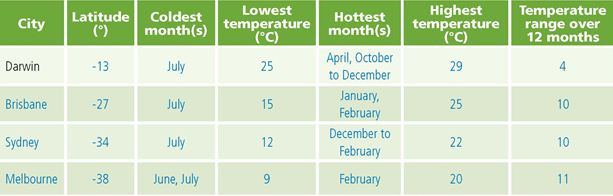 City Latitude (°) Coldest month(s) Lowest temperature (°C) Hottest month(s) Highest temperature (°C) Temperature range over 12 months
Darwin -13 July 25 April, October to December 29 4
Brisbane -27 July 15 January, February 25 10
Sydney -34 July 12 December to February 22 10
Melbourne -38 June, July 9 February 20 11